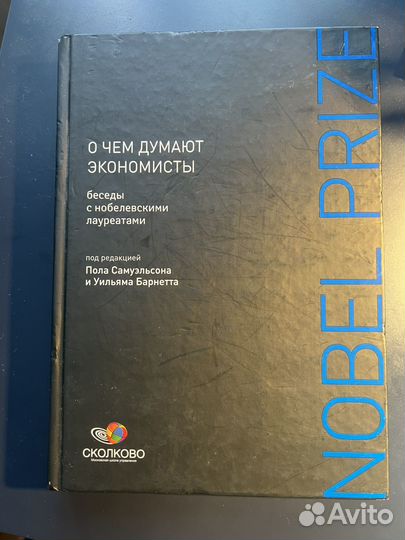 О ЧЕМ ДУМАЮТ
ЭКОНОМИСТЫ
беседы
с нобелевскими
лауреатами
под редакцией
Пола Самуэльсона
и Уильяма Барнетта
NOBEL PRIZE
СКОЛКОВО
Московская школа управления
Avito